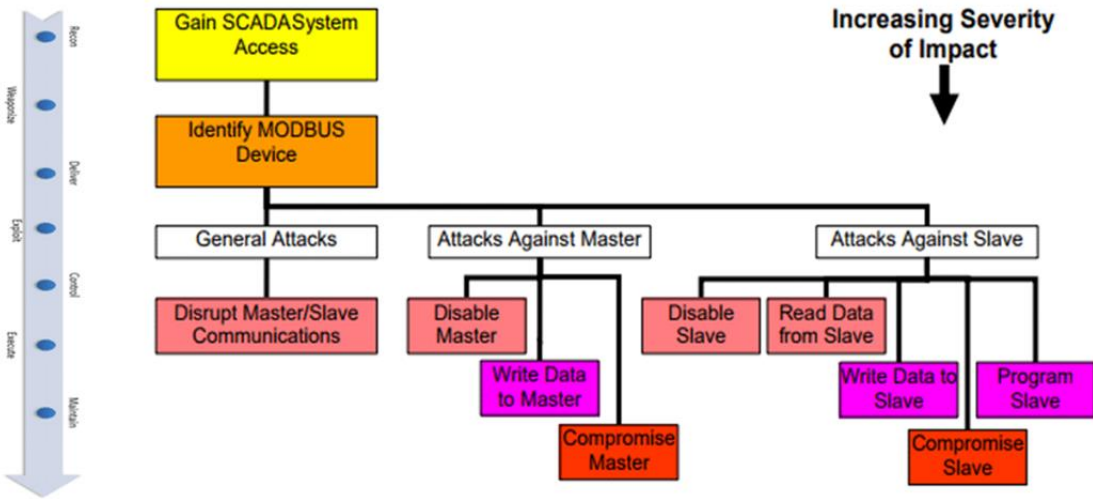 Recon
Weaponize
Deliver
Exploit
Control
Execute
Maintain
Gain SCADASystem
Access
Identify MODBUS
Device
Increasing Severity
of Impact
General Attacks
Attacks Against Master
Attacks Against Slave
Disrupt Master/Slave
Communications
Disable
Master
Write Data
to Master
Compromise
Master
Disable
Slave
Read Data
from Slave
Write Data to
Slave
Program
Slave
Compromise
Slave